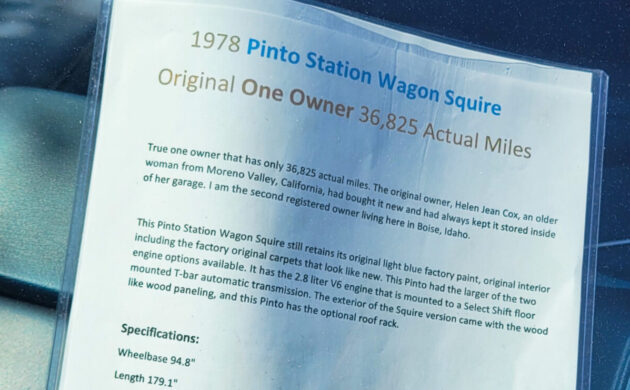 1978 Pinto Station Wagon Squire
Original One Owner 36,825 Actual Miles
True one owner that has only 36,825 actual miles. The original owner, Helen Jean Cox, an older
woman from Moreno Valley, California, had bought it new and had always kept it stored inside
of her garage. I am the second registered owner living here in Boise, Idaho.
This Pinto Station Wagon Squire still retains its original light blue factory paint, original interior
including the factory original carpets that look like new. This Pinto had the larger of the two
engine options available. It has the 2.8 liter V6 engine that is mounted to a Select Shift floor
mounted T-bar automatic transmission. The exterior of the Squire version came with the wood
like wood paneling, and this Pinto has the optional roof rack.
Specifications:
Wheelbase 94.8"
Length 179.1"